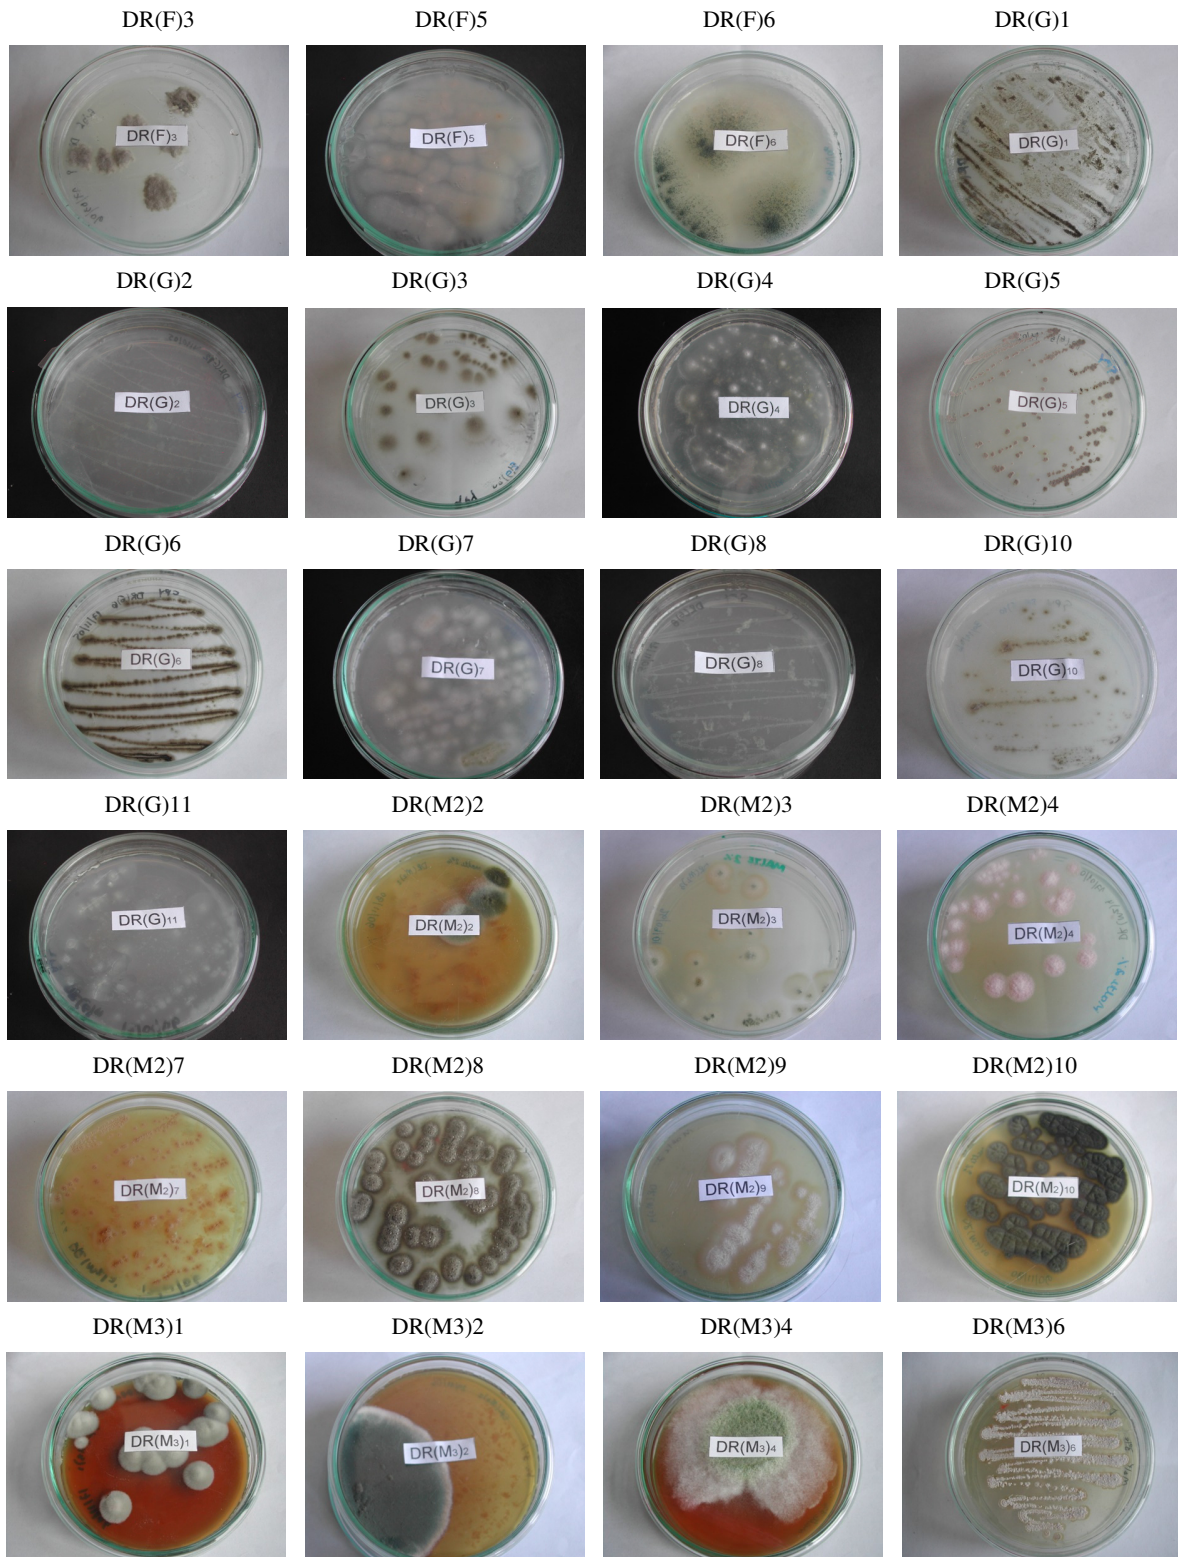 DR(F)3 DR(F)5 DR(F)6 DR(G)1
DR(F)3 DR(F)5 DR(F)6 DR(G)1
DR(G)2 DR(G)3 DR(G)4 DR(G)5
DR(G)2 DR(G)3 DR(G)4 DR(G)5
DR(G)6 DR(G)7 DR(G)8 DR(G)10
DR(G)6 DR(G)7 DR(G)8 DR(G)10
DR(G)11 DR(M2)2 DR(M2)3 DR(M2)4
DR(G)11 DR(M2)2 DR(M2)3 DR(M2)4
DR(M2)7 DR(M2)8 DR(M2)9 DR(M2)10
DR(M2)7 DR(M2)8 DR(M2)9 DR(M2)10
DR(M3)1 DR(M3)2 DR(M3)4 DR(M3)6
DR(M3)1 DR(M3)2 DR(M3)4 DR(M3)6